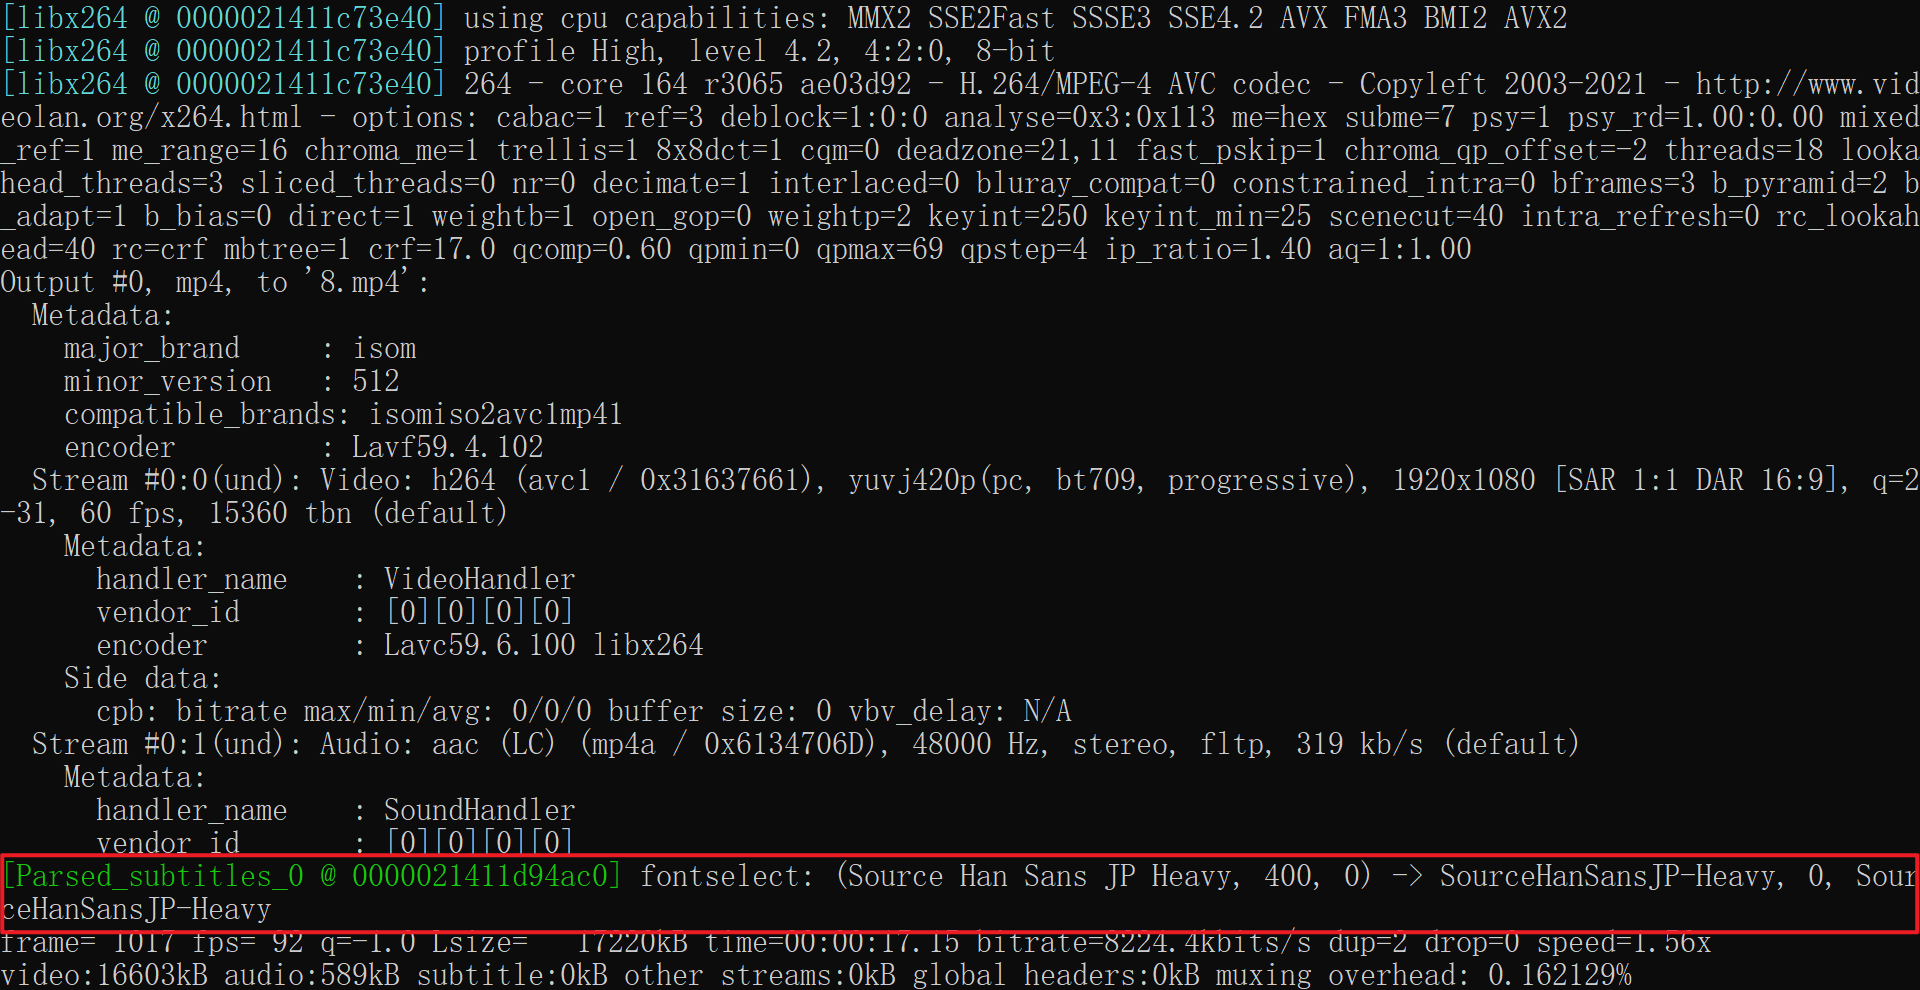 [libx264 @ 0000021411c73e40] using cpu capabilities: MMX2 SSE2Fast SSSE3 SSE4.2 AVX FMA3 BMI2 AVX2
[libx264 @ 0000021411c73e40] profile High, level 4.2, 4:2:0, 8-bit
[libx264 @ 0000021411c73e40] 264 - core 164 r3065 ae03d92 - H.264/MPEG-4 AVC codec - Copyleft 2003-2021 - http://www.vid
eolan.org/x264.html - options: cabac=1 ref=3 deblock=1:0:0 analyse=0x3:0x113 me=hex subme=7 psy=1 psy_rd=1.00:0.00 mixed
_ref=1 me_range=16 chroma_me=1 trellis=1 8x8dct=1 cqm=0 deadzone=21,11 fast_pskip=1 chroma_qp_offset=-2 threads=18 looka
head_threads=3 sliced_threads=0 nr=0 decimate=1 interlaced=0 bluray_compat=0 constrained_intra=0 bframes=3 b_pyramid=2 b
_adapt=1 b_bias=0 direct=1 weightb=1 open_gop=0 weightp=2 keyint=250 keyint_min=25 scenecut=40 intra_refresh=0 rc_lookah
ead=40 rc=crf mbtree=1 crf=17.0 qcomp=0.60 qpmin=0 qpmax=69 qpstep=4 ip_ratio=1.40 aq=1:1.00
Output #0, mp4, to '8.mp4':
  Metadata:
    major_brand     : isom
    minor_version   : 512
    compatible_brands: isomiso2avc1mp41
    encoder         : Lavf59.4.102
  Stream #0:0(und): Video: h264 (avc1 / 0x31637661), yuvj420p(pc, bt709, progressive), 1920x1080 [SAR 1:1 DAR 16:9], q=2
-31, 60 fps, 15360 tbn (default)
    Metadata:
      handler_name    : VideoHandler
      vendor_id       : [0][0][0][0]
      encoder         : Lavc59.6.100 libx264
    Side data:
      cpb: bitrate max/min/avg: 0/0/0 buffer size: 0 vbv_delay: N/A
  Stream #0:1(und): Audio: aac (LC) (mp4a / 0x6134706D), 48000 Hz, stereo, fltp, 319 kb/s (default)
    Metadata:
      handler_name    : SoundHandler
      vendor_id       : [0][0][0][0]
[Parsed_subtitles_0 @ 0000021411d94ac0] fontselect: (Source Han Sans JP Heavy, 400, 0) -> SourceHanSansJP-Heavy, 0, Sour
ceHanSansJP-Heavy
frame= 1017 fps= 92 q=-1.0 Lsize=   17220kB time=00:00:17.15 bitrate=8224.4kbits/s dup=2 drop=0 speed=1.56x
video:16603kB audio:589kB subtitle:0kB other streams:0kB global headers:0kB muxing overhead: 0.162129%